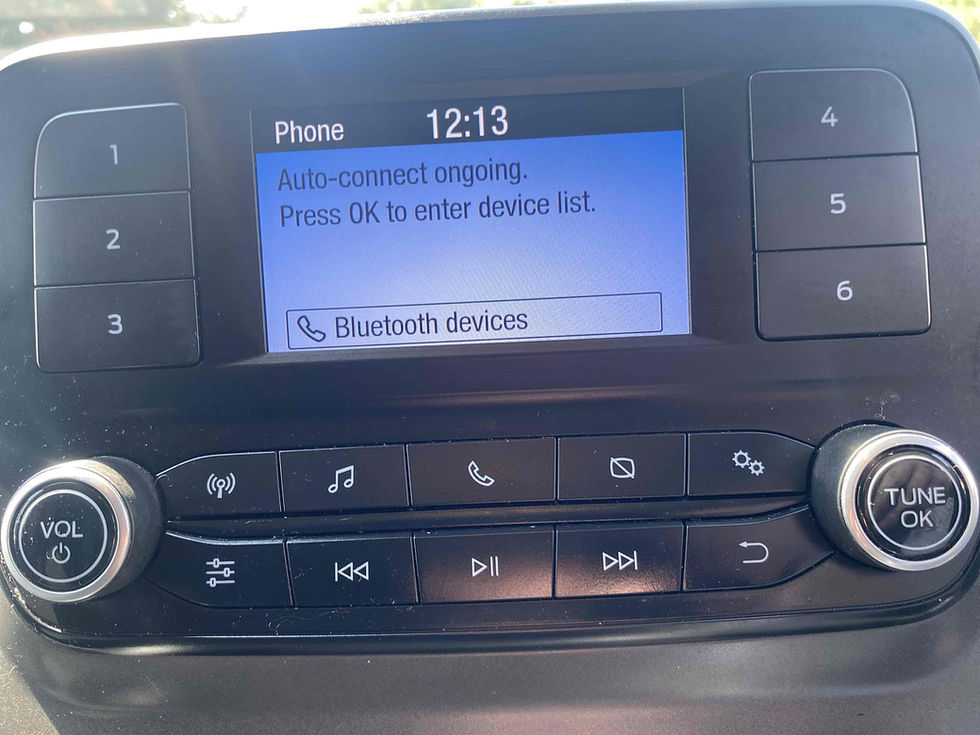 Phone 12:13
Auto-connect ongoing.
Press OK to enter device list.
Bluetooth devices
1
2
3
4
5
6
VOL
TUNE
OK